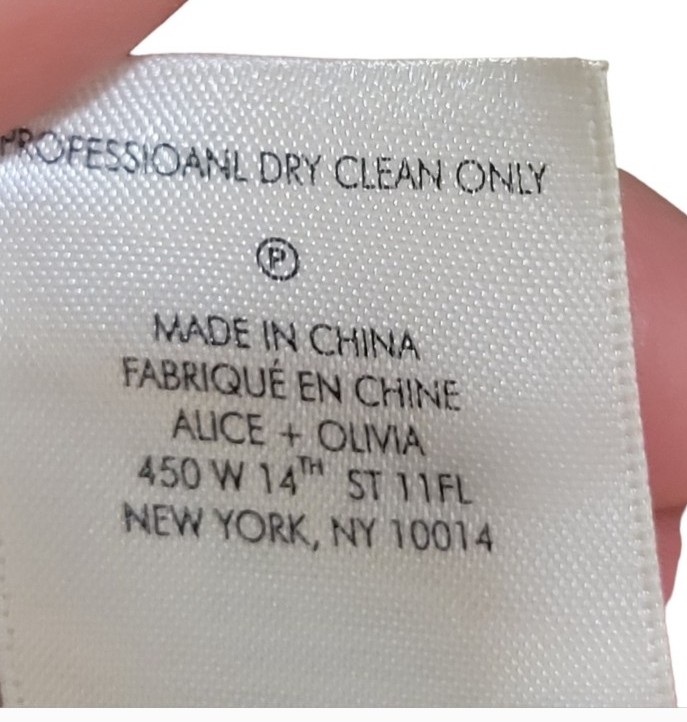 PROFESSIOANL DRY CLEAN ONLY
Ⓟ
MADE IN CHINA
FABRIQUÉ EN CHINE
ALICE + OLIVIA
450 W 14TH ST 11FL
NEW YORK, NY 10014